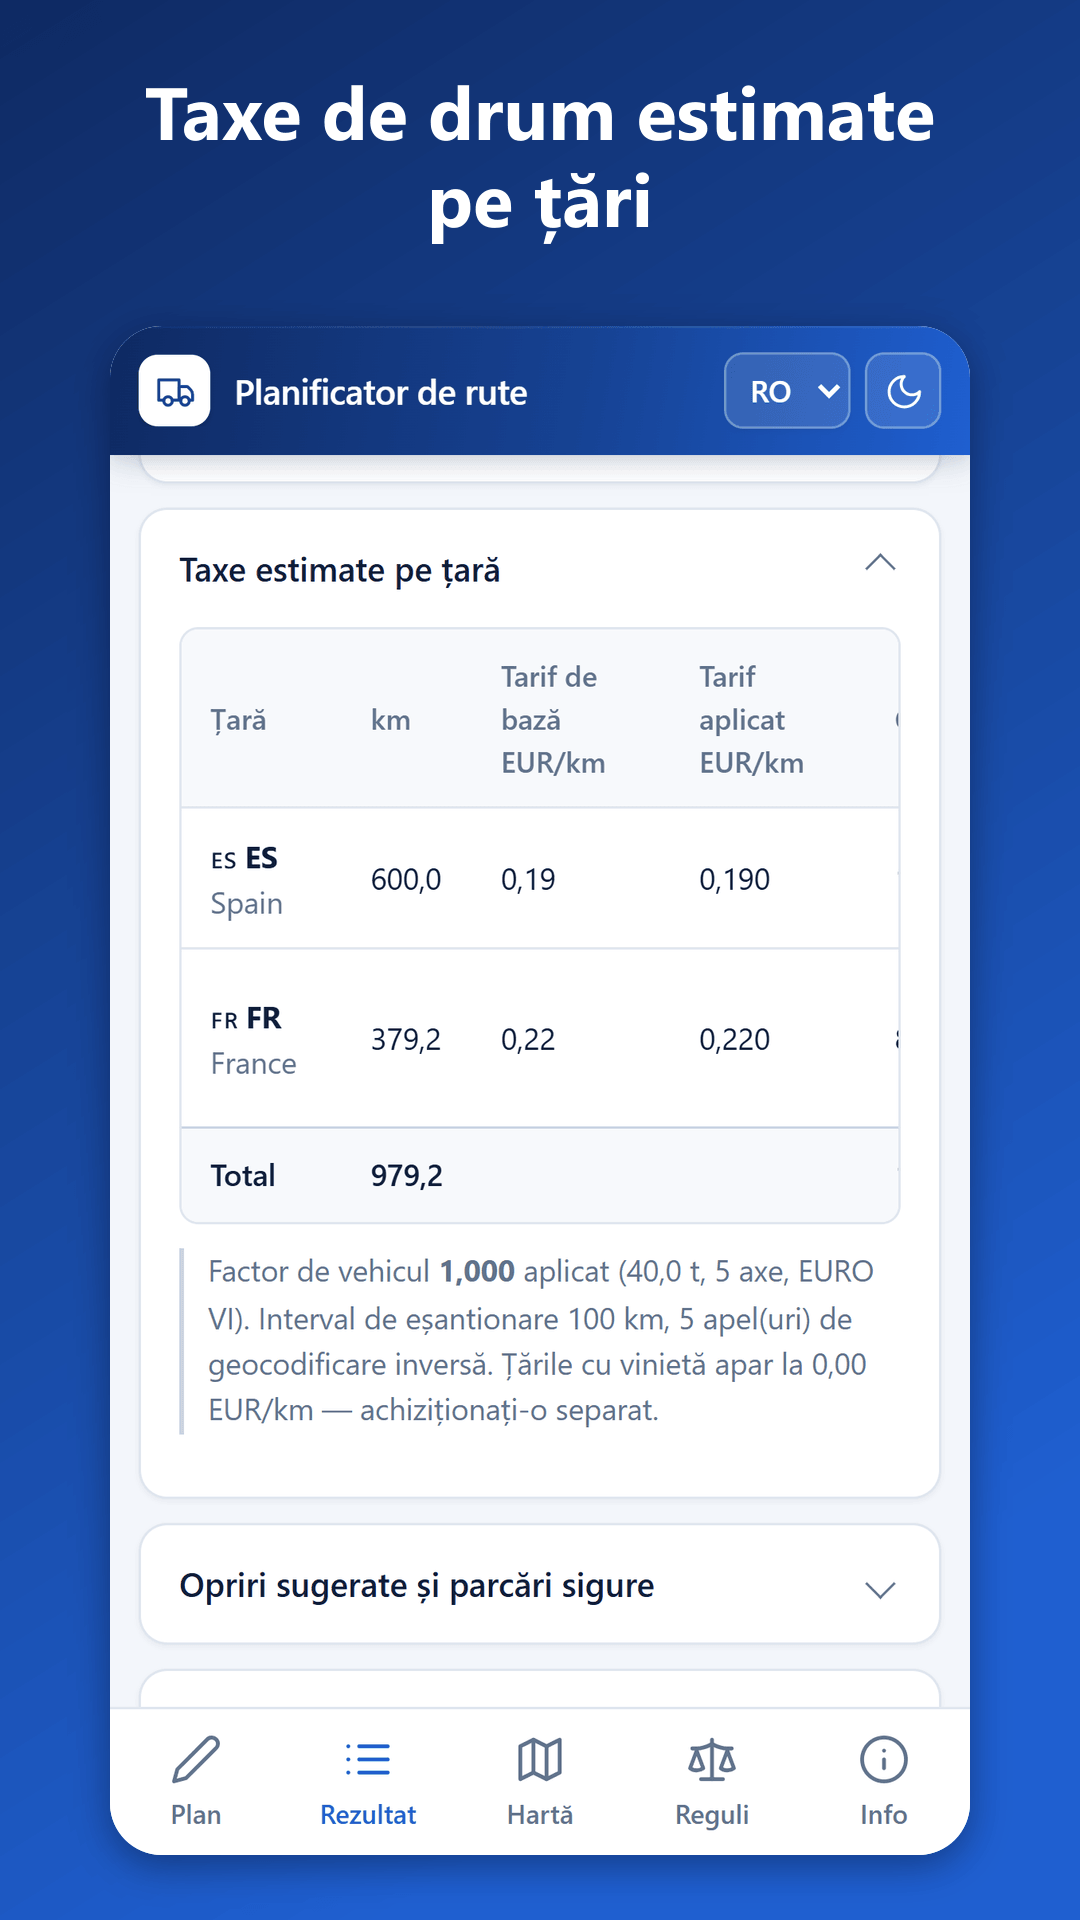 Taxe de drum estimate
pe țări
Planificator de rute
RO
Taxe estimate pe țară
Țară
km
Tarif de
bază
EUR/km
Tarif
aplicat
EUR/km
ES ES
Spain
600,0
0,19
0,190
FR FR
France
379,2
0,22
0,220
Total
979,2
Factor de vehicul 1,000 aplicat (40,0 t, 5 axe, EURO
VI). Interval de eșantionare 100 km, 5 apel(uri) de
geocodificare inversă. Țările cu vinietă apar la 0,00
EUR/km — achiziționați-o separat.
Opriri sugerate și parcări sigure
Plan
Rezultat
Hartă
Reguli
Info